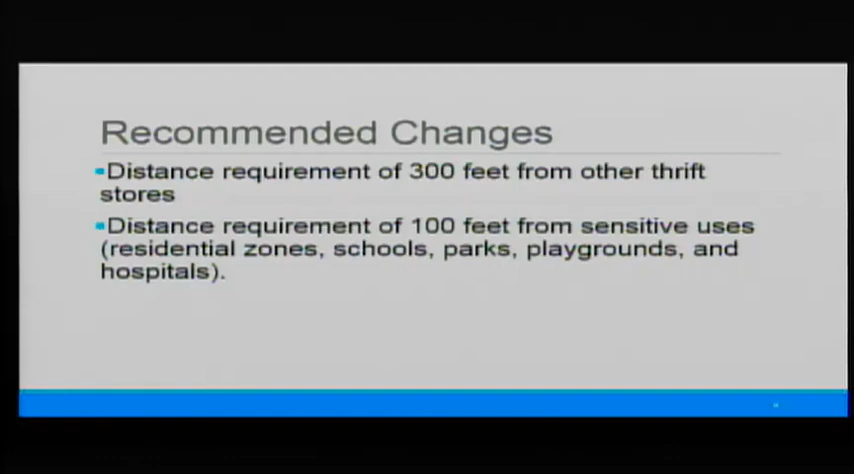 Recommended Changes
Distance requirement of 300 feet from other thrift
stores
Distance requirement of 100 feet from sensitive uses
(residential zones, schools, parks, playgrounds, and
hospitals).